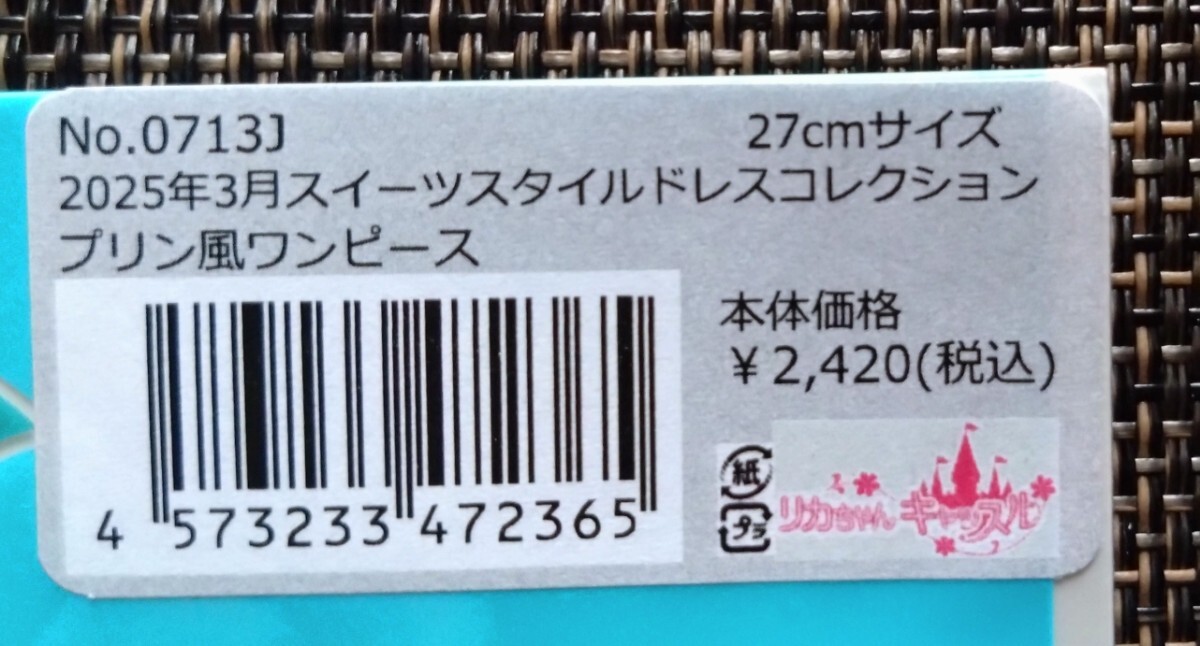 No.0713J 27cmサイズ
2025年3月スイーツスタイルドレスコレクション
プリン風ワンピース
本体価格
¥2,420(税込)
4 573233 472365
紙
プラ
リカちゃん キャッスル